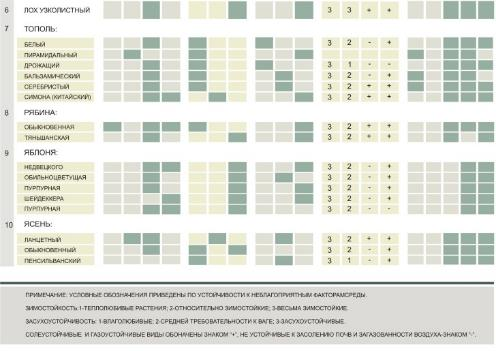 6 ЛОХ УЗКОЛИСТНЫЙ 3 3 + +
7 ТОПОЛЬ:
БЕЛЫЙ 3 2 - +
ПИРАМИДАЛЬНЫЙ
ДРОЖАЩИЙ 3 1 - -
БАЛЬЗАМИЧЕСКИЙ 3 2 - +
СЕРЕБРИСТЫЙ 3 2 + +
СИМОНА (КИТАЙСКИЙ) 3 2 + +
8 РЯБИНА:
ОБЫКНОВЕННАЯ 3 2 + +
ТЯНЬШАНСКАЯ 3 2 + +
9 ЯБЛОНЯ:
НЕДВЕЦКОГО 3 2 - +
ОБИЛЬНОЦВЕТУЩАЯ 3 2 - +
ПУРПУРНАЯ 3 2 - +
ШЕЙДЕККЕРА 3 2 - +
ПУРПУРНАЯ 3 2 - -
10 ЯСЕНЬ:
ЛАНЦЕТНЫЙ 3 2 + +
ОБЫКНОВЕННЫЙ 3 2 - +
ПЕНСИЛЬВАНСКИЙ 3 1 - +
ПРИМЕЧАНИЕ: УСЛОВНЫЕ ОБОЗНАЧЕНИЯ ПРИВЕДЕНЫ ПО УСТОЙЧИВОСТИ К НЕБЛАГОПРИЯТНЫМ ФАКТОРАМСРЕДЫ.
ЗИМОСТОЙКОСТЬ:1-ТЕПЛОЛЮБИВЫЕ РАСТЕНИЯ; 2-ОТНОСИТЕЛЬНО ЗИМОСТОЙКИЕ; 3-ВЕСЬМА ЗИМОСТОЙКИЕ.
ЗАСУХОУСТОЙЧИВОСТЬ: 1-ВЛАГОЛЮБИВЫЕ; 2-СРЕДНЕЙ ТРЕБОВАТЕЛЬНОСТИ К ВАГЕ; 3-ЗАСУХОУСТОЙЧИВЫЕ.
СОЛЕУСТОЙЧИВЫЕ И ГАЗОУСТОЙЧИВЫЕ ВИДЫ ОБОНАЧЕНЫ ЗНАКОМ "+", НЕ УСТОЙЧИВЫЕ К ЗАСОЛЕНИЮ ПОЧВ И ЗАГАЗОВАННОСТИ ВОЗДУХА-ЗНАКОМ "-".